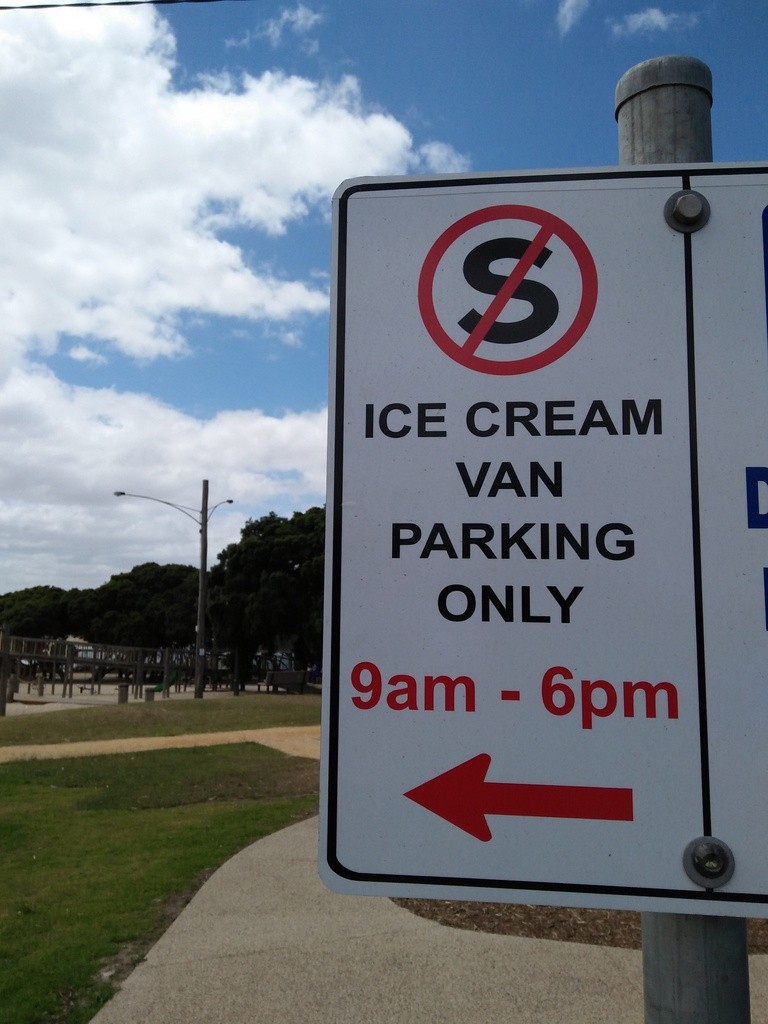 S
ICE CREAM
VAN
PARKING
ONLY
9am - 6pm